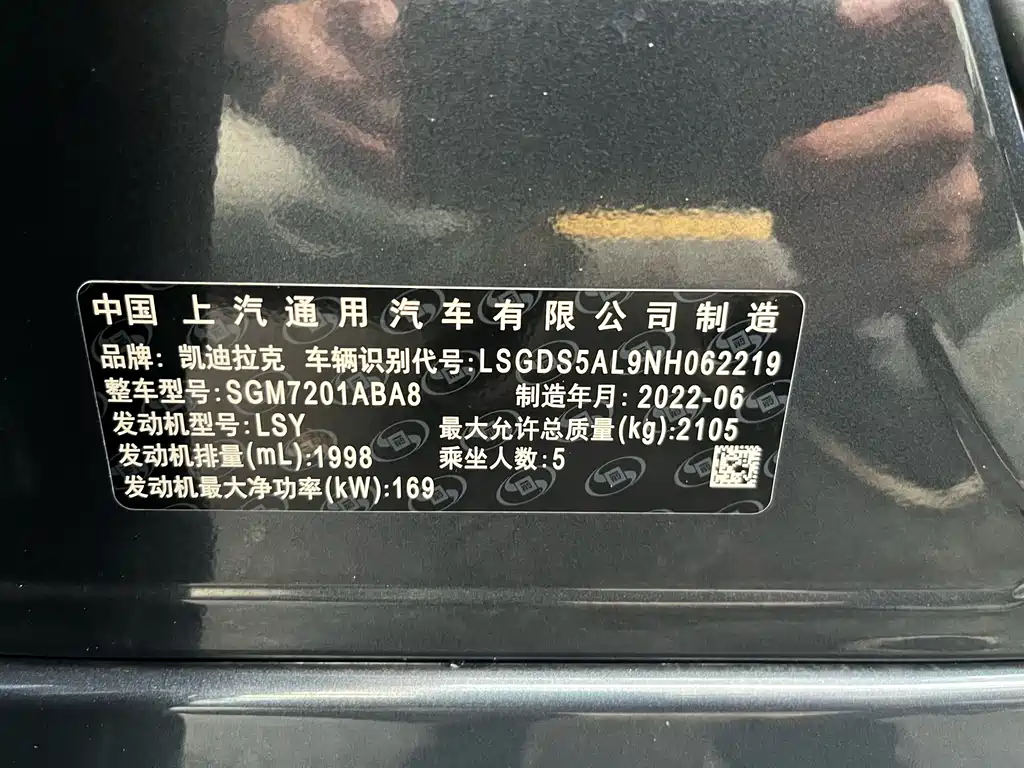 中国 上汽通用汽车有限公司制造
品牌: 凯迪拉克 车辆识别代号:LSGDS5AL9NH062219
整车型号:SGM7201ABA8 制造年月: 2022-06
发动机型号:LSY 最大允许总质量(kg):2105
发动机排量(mL):1998 乘坐人数:5
发动机最大净功率(kW):169